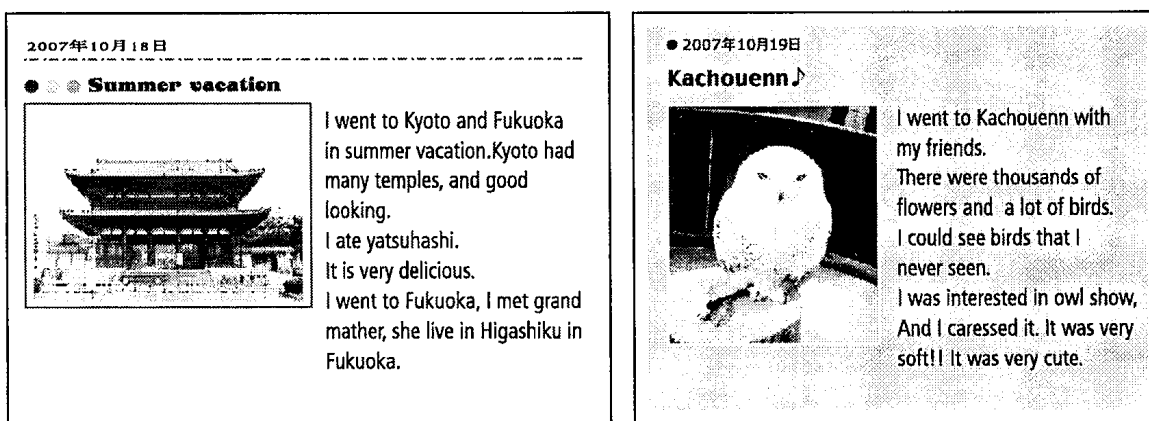 2007年10月18日
Summer vacation
I went to Kyoto and Fukuoka
in summer vacation.Kyoto had
many temples, and good
looking.
I ate yatsuhashi.
It is very delicious.
I went to Fukuoka, I met grand
mather, she live in Higashiku in
Fukuoka.
2007年10月19日
Kachouenn♪
I went to Kachouenn with
my friends.
There were thousands of
flowers and a lot of birds.
I could see birds that I
never seen.
I was interested in owl show,
And I caressed it. It was very
soft!! It was very cute.